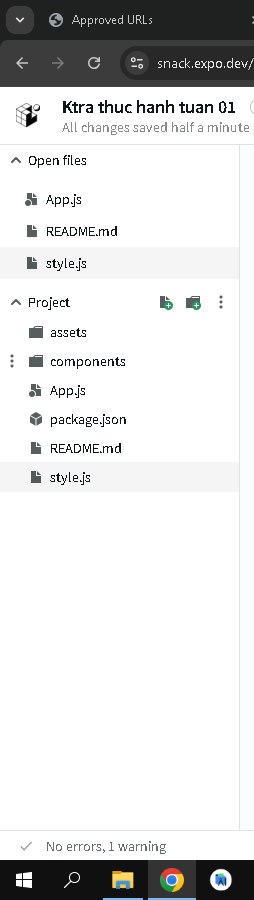 Approved URLs
snack.expo.dev/
Ktra thuc hanh tuan 01
All changes saved half a minute
Open files
App.js
README.md
style.js
Project
assets
components
App.js
package.json
README.md
style.js
No errors, 1 warning